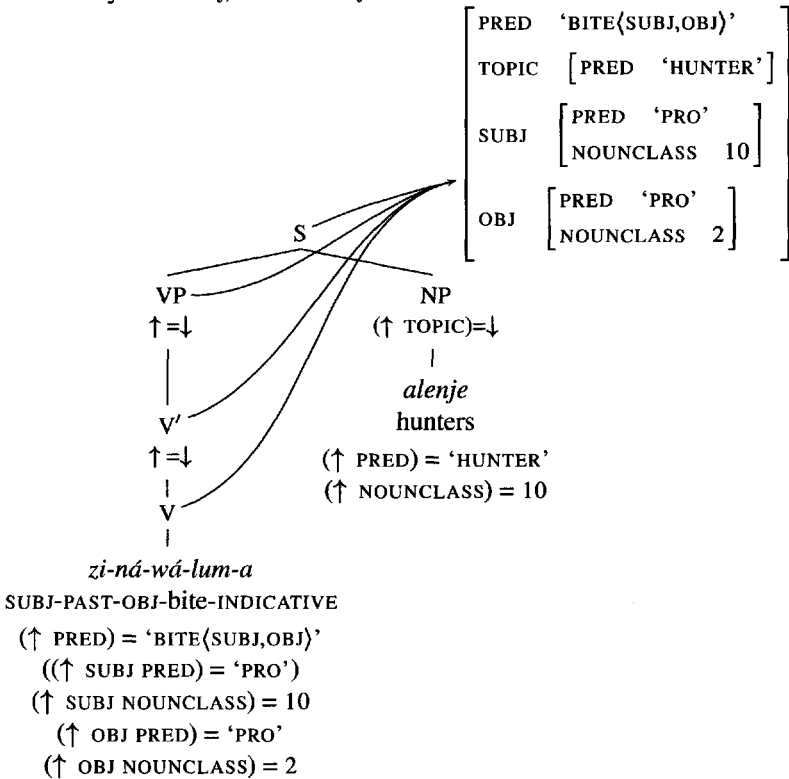 PRED ‘BITE⟨SUBJ,OBJ⟩’
TOPIC [PRED ‘HUNTER’]
SUBJ [PRED ‘PRO’
NOUNCLASS 10]
OBJ [PRED ‘PRO’
NOUNCLASS 2]
S
VP NP
↑=↓ (↑ TOPIC)=↓
alenje
V′ hunters
↑=↓ (↑ PRED) = ‘HUNTER’
(↑ NOUNCLASS) = 10
V
zi-ná-wá-lum-a
SUBJ-PAST-OBJ-bite-INDICATIVE
(↑ PRED) = ‘BITE⟨SUBJ,OBJ⟩’
((↑ SUBJ PRED) = ‘PRO’)
(↑ SUBJ NOUNCLASS) = 10
(↑ OBJ PRED) = ‘PRO’
(↑ OBJ NOUNCLASS) = 2